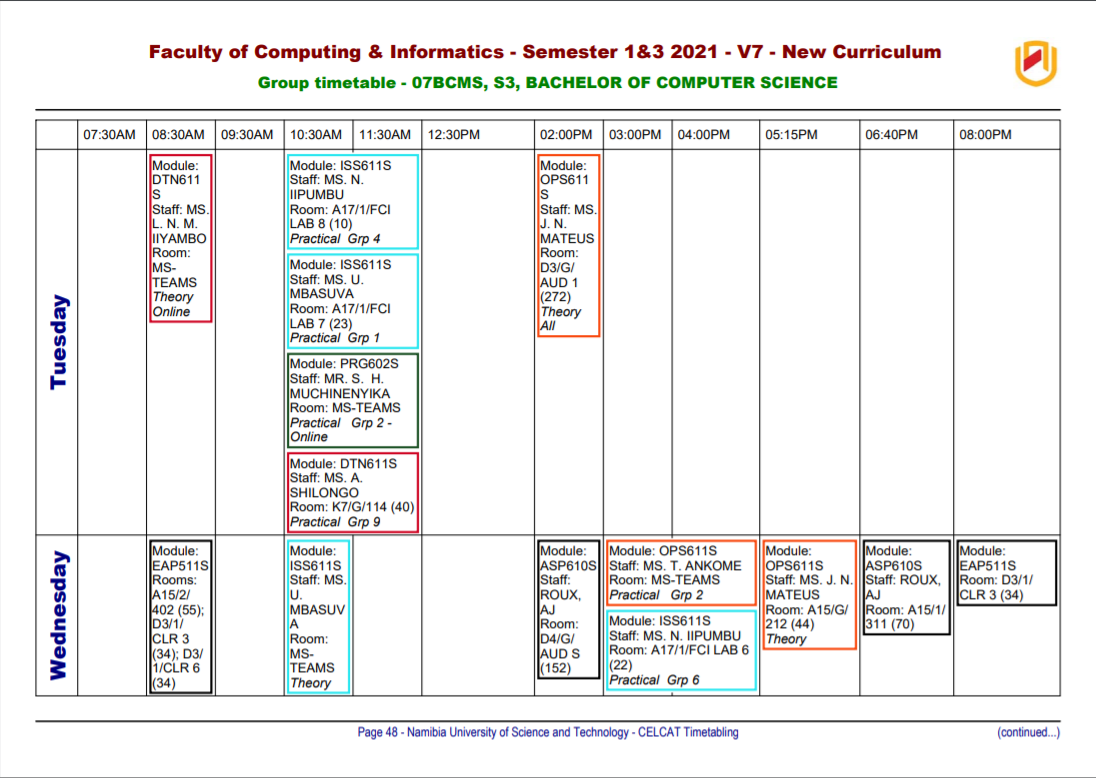 Faculty of Computing & Informatics - Semester 1&3 2021 - V7 - New Curriculum
Group timetable - 07BCMS, S3, BACHELOR OF COMPUTER SCIENCE
07:30AM 08:30AM 09:30AM 10:30AM 11:30AM 12:30PM 02:00PM 03:00PM 04:00PM 05:15PM 06:40PM 08:00PM
Tuesday
Module:
DTN611
S
Staff: MS.
L. N. M.
IIYAMBO
Room:
MS-
TEAMS
Theory
Online
Module: ISS611S
Staff: MS. N.
IIPUMBU
Room: A17/1/FCI
LAB 8 (10)
Practical Grp 4
Module: ISS611S
Staff: MS. U.
MBASUVA
Room: A17/1/FCI
LAB 7 (23)
Practical Grp 1
Module: PRG602S
Staff: MR. S. H.
MUCHINENYIKA
Room: MS-TEAMS
Practical Grp 2 -
Online
Module: DTN611S
Staff: MS. A.
SHILONGO
Room: K7/G/114 (40)
Practical Grp 9
Module:
OPS611
S
Staff: MS.
J. N.
MATEUS
Room:
D3/G/
AUD 1
(272)
Theory
All
Wednesday
Module:
EAP511S
Rooms:
A15/2/
402 (55);
D3/1/
CLR 3
(34); D3/
1/CLR 6
(34)
Module:
ISS611S
Staff: MS.
U.
MBASUV
A
Room:
MS-
TEAMS
Theory
Module:
ASP610S
Staff:
ROUX,
AJ
Room:
D4/G/
AUD S
(152)
Module: OPS611S
Staff: MS. T. ANKOME
Room: MS-TEAMS
Practical Grp 2
Module: ISS611S
Staff: MS. N. IIPUMBU
Room: A17/1/FCI LAB 6
(22)
Practical Grp 6
Module:
OPS611S
Staff: MS. J. N.
MATEUS
Room: A15/G/
212 (44)
Theory
Module:
ASP610S
Staff: ROUX,
AJ
Room: A15/1/
311 (70)
Module:
EAP511S
Room: D3/1/
CLR 3 (34)
Page 48 - Namibia University of Science and Technology - CELCAT Timetabling
(continued...)